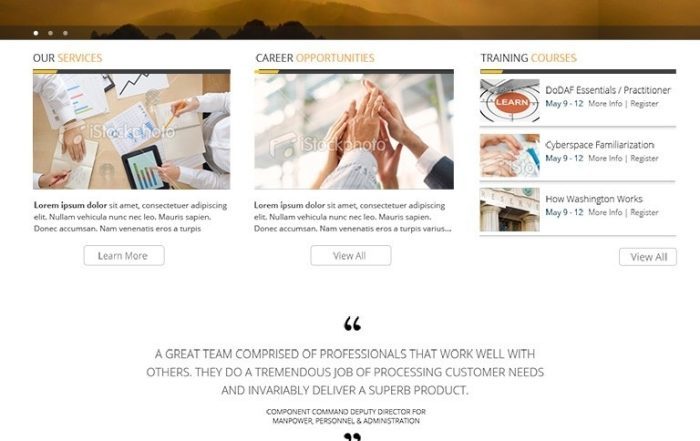 OUR SERVICES
iStockphoto
Lorem ipsum dolor sit amet, consectetuer adipiscing
elit. Nullam vehicula nunc nec leo. Mauris sapien.
Donec accumsan. Nam venenatis eros a turpis
Learn More
CAREER OPPORTUNITIES
iStockphoto
Lorem ipsum dolor sit amet, consectetuer adipiscing
elit. Nullam vehicula nunc nec leo. Mauris sapien.
Donec accumsan. Nam venenatis eros a turpis varius...
View All
TRAINING COURSES
LEARN
DoDAF Essentials / Practitioner
May 9 - 12 More Info | Register
Cyberspace Familiarization
May 9 - 12 More Info | Register
RESERVE
How Washington Works
May 9 - 12 More Info | Register
View All
“
A GREAT TEAM COMPRISED OF PROFESSIONALS THAT WORK WELL WITH
OTHERS. THEY DO A TREMENDOUS JOB OF PROCESSING CUSTOMER NEEDS
AND INVARIABLY DELIVER A SUPERB PRODUCT.
COMPONENT COMMAND DEPUTY DIRECTOR FOR
MANPOWER, PERSONNEL & ADMINISTRATION
”